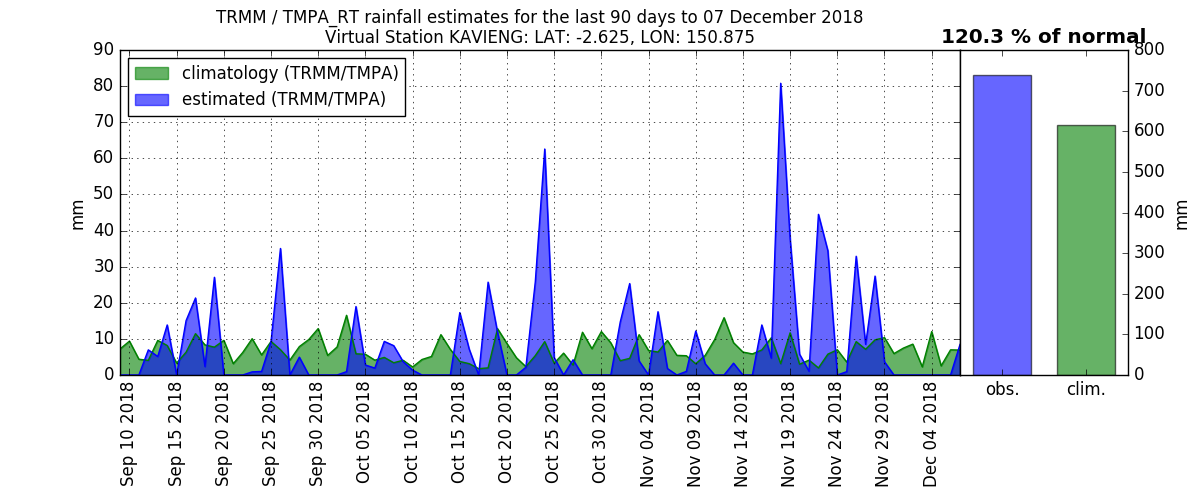 TRMM / TMPA_RT rainfall estimates for the last 90 days to 07 December 2018
Virtual Station KAVIENG: LAT: -2.625, LON: 150.875
120.3 % of normal
climatology (TRMM/TMPA)
estimated (TRMM/TMPA)
90
80
70
60
50
40
30
20
10
0
mm
Sep 10 2018
Sep 15 2018
Sep 20 2018
Sep 25 2018
Sep 30 2018
Oct 05 2018
Oct 10 2018
Oct 15 2018
Oct 20 2018
Oct 25 2018
Oct 30 2018
Nov 04 2018
Nov 09 2018
Nov 14 2018
Nov 19 2018
Nov 24 2018
Nov 29 2018
Dec 04 2018
obs.
clim.
800
700
600
500
400
300
200
100
0
mm